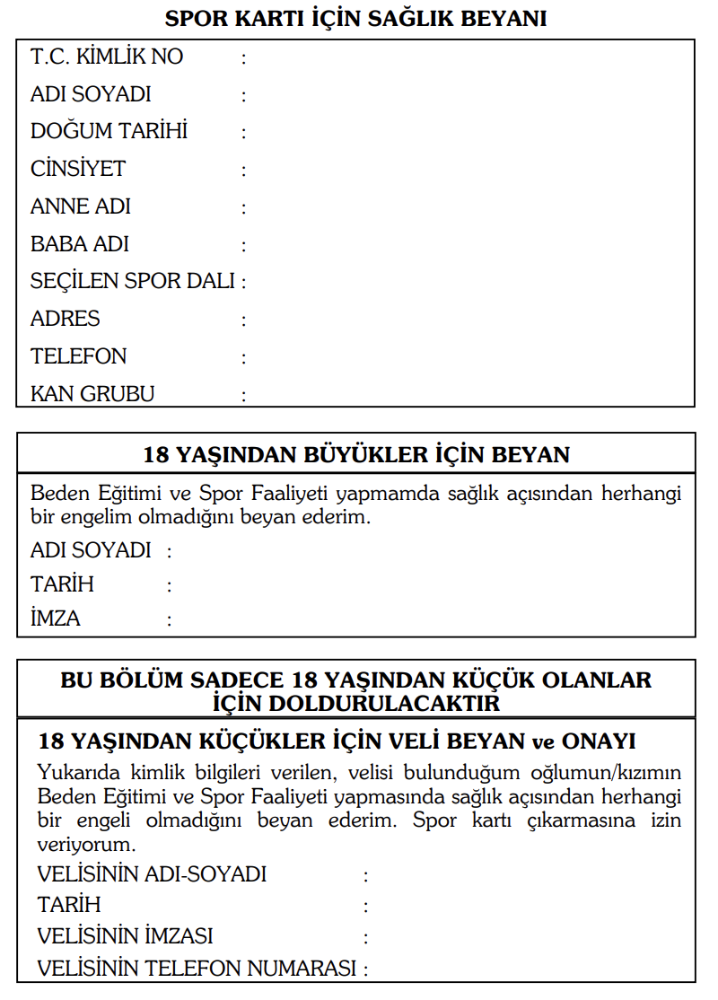 SPOR KARTI İÇİN SAĞLIK BEYANI
T.C. KİMLİK NO :
ADI SOYADI :
DOĞUM TARİHİ :
CİNSİYET :
ANNE ADI :
BABA ADI :
SEÇİLEN SPOR DALI :
ADRES :
TELEFON :
KAN GRUBU :
18 YAŞINDAN BÜYÜKLER İÇİN BEYAN
Beden Eğitimi ve Spor Faaliyeti yapmamda sağlık açısından herhangi
bir engelim olmadığını beyan ederim.
ADI SOYADI :
TARİH :
İMZA :
BU BÖLÜM SADECE 18 YAŞINDAN KÜÇÜK OLANLAR
İÇİN DOLDURULACAKTIR
18 YAŞINDAN KÜÇÜKLER İÇİN VELİ BEYAN ve ONAYI
Yukarıda kimlik bilgileri verilen, velisi bulunduğum oğlumun/kızımın
Beden Eğitimi ve Spor Faaliyeti yapmasında sağlık açısından herhangi
bir engeli olmadığını beyan ederim. Spor kartı çıkarmasına izin
veriyorum.
VELİSİNİN ADI-SOYADI :
TARİH :
VELİSİNİN İMZASI :
VELİSİNİN TELEFON NUMARASI :